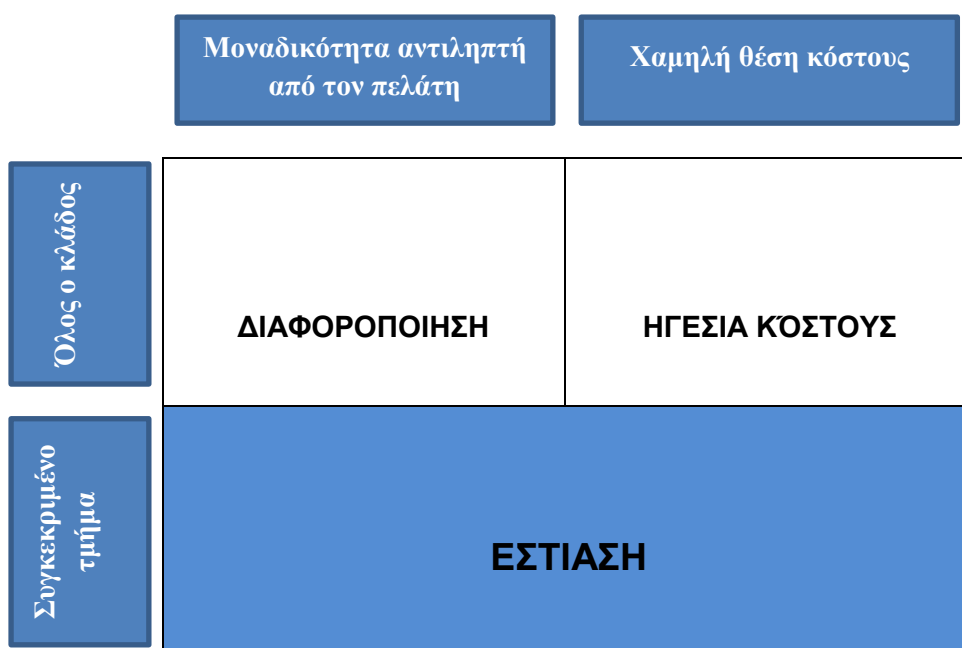 Μοναδικότητα αντιληπτή
από τον πελάτη
Χαμηλή θέση κόστους
Όλος ο κλάδος
ΔΙΑΦΟΡΟΠΟΙΗΣΗ
ΗΓΕΣΙΑ ΚΌΣΤΟΥΣ
Συγκεκριμένο
τμήμα
ΕΣΤΙΑΣΗ